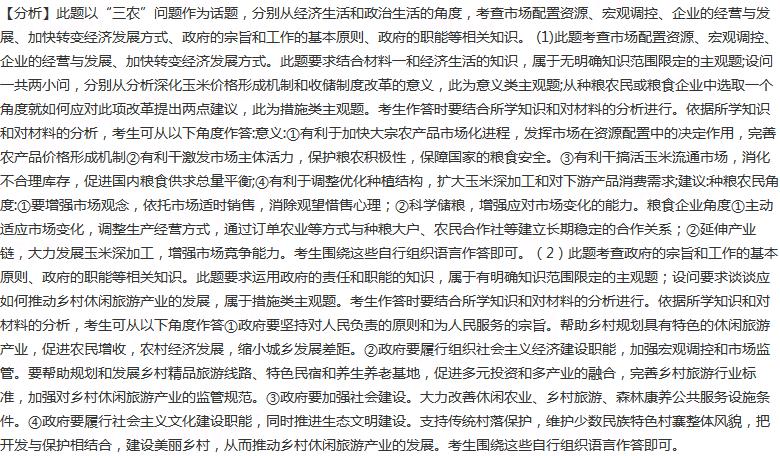 【分析】此题以“三农”问题作为话题，分别从经济生活和政治生活的角度，考查市场配置资源、宏观调控、企业的经营与发
展、加快转变经济发展方式、政府的宗旨和工作的基本原则、政府的职能等相关知识。 (1)此题考查市场配置资源、宏观调控、
企业的经营与发展、加快转变经济发展方式。此题要求结合材料一和经济生活的知识，属于无明确知识范围限定的主观题;设问
一共两小问，分别从分析深化玉米价格形成机制和收储制度改革的意义，此为意义类主观题;从种粮农民或粮食企业中选取一个
角度就如何应对此项改革提出两点建议，此为措施类主观题。考生作答时要结合所学知识和对材料的分析进行。依据所学知识
和对材料的分析，考生可从以下角度作答:意义:①有利于加快大宗农产品市场化进程，发挥市场在资源配置中的决定作用，完善
农产品价格形成机制②有利于激发市场主体活力，保护粮农积极性，保障国家的粮食安全。③有利于搞活玉米流通市场，消化
不合理库存，促进国内粮食供求总量平衡;④有利于调整优化种植结构，扩大玉米深加工和对下游产品消费需求;建议:种粮农民角
度:①要增强市场观念，依托市场适时销售，消除观望惜售心理；②科学储粮，增强应对市场变化的能力。粮食企业角度①主动
适应市场变化，调整生产经营方式，通过订单农业等方式与种粮大户、农民合作社等建立长期稳定的合作关系；②延伸产业
链，大力发展玉米深加工，增强市场竞争能力。考生围绕这些自行组织语言作答即可。（2）此题考查政府的宗旨和工作的基本
原则、政府的职能等相关知识。此题要求运用政府的责任和职能的知识，属于有明确知识范围限定的主观题；设问要求谈谈应
如何推动乡村休闲旅游产业的发展，属于措施类主观题。考生作答时要结合所学知识和对材料的分析进行。依据所学知识和对
材料的分析，考生可从以下角度作答①政府要坚持对人民负责的原则和为人民服务的宗旨。帮助乡村规划具有特色的休闲旅游
产业，促进农民增收，农村经济发展，缩小城乡发展差距。②政府要履行组织社会主义经济建设职能，加强宏观调控和市场监
管。要帮助规划和发展乡村精品旅游线路、特色民宿和养生养老基地，促进多元投资和多产业的融合，完善乡村旅游行业标
准，加强对乡村休闲旅游产业的监管规范。③政府要加强社会建设。大力改善休闲农业、乡村旅游、森林康养公共服务设施条
件。④政府要履行社会主义文化建设职能，同时推进生态文明建设。支持传统村落保护，维护少数民族特色村寨整体风貌，把
开发与保护相结合，建设美丽乡村，从而推动乡村休闲旅游产业的发展。考生围绕这些自行组织语言作答即可。